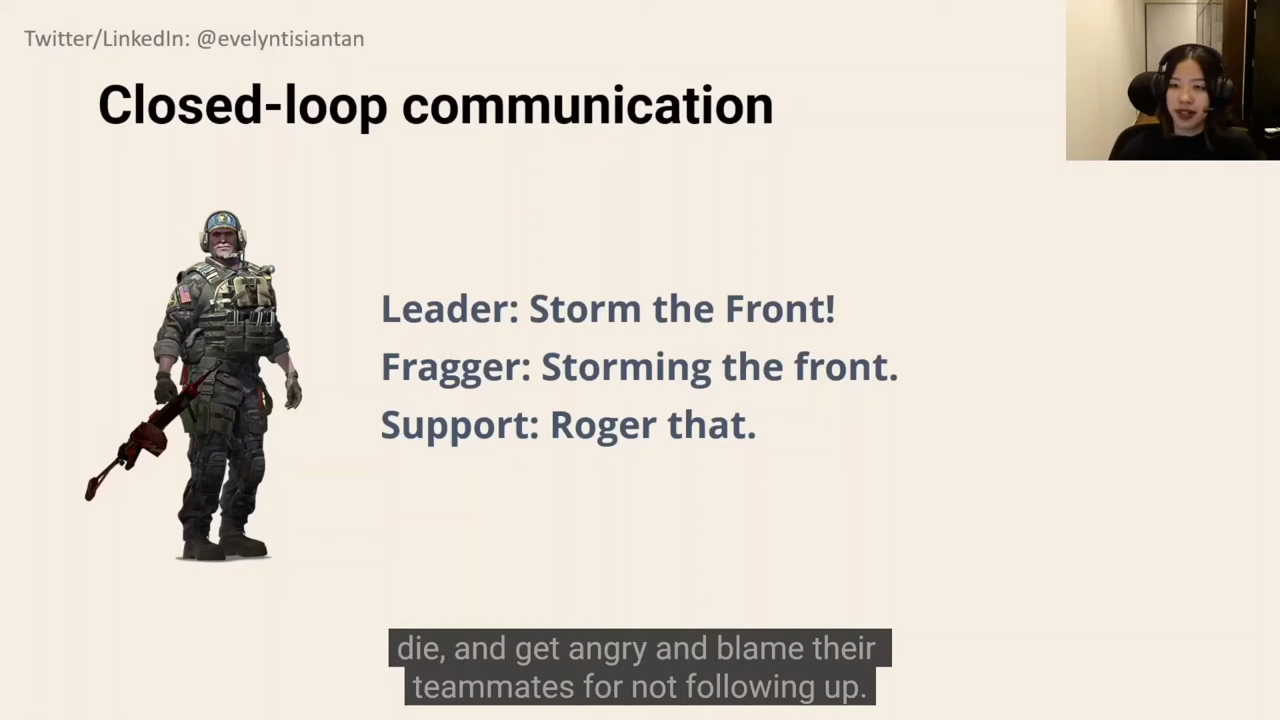 Twitter/LinkedIn: @evelyntisiantan
Closed-loop communication
Leader: Storm the Front!
Fragger: Storming the front.
Support: Roger that.
die, and get angry and blame their
teammates for not following up.